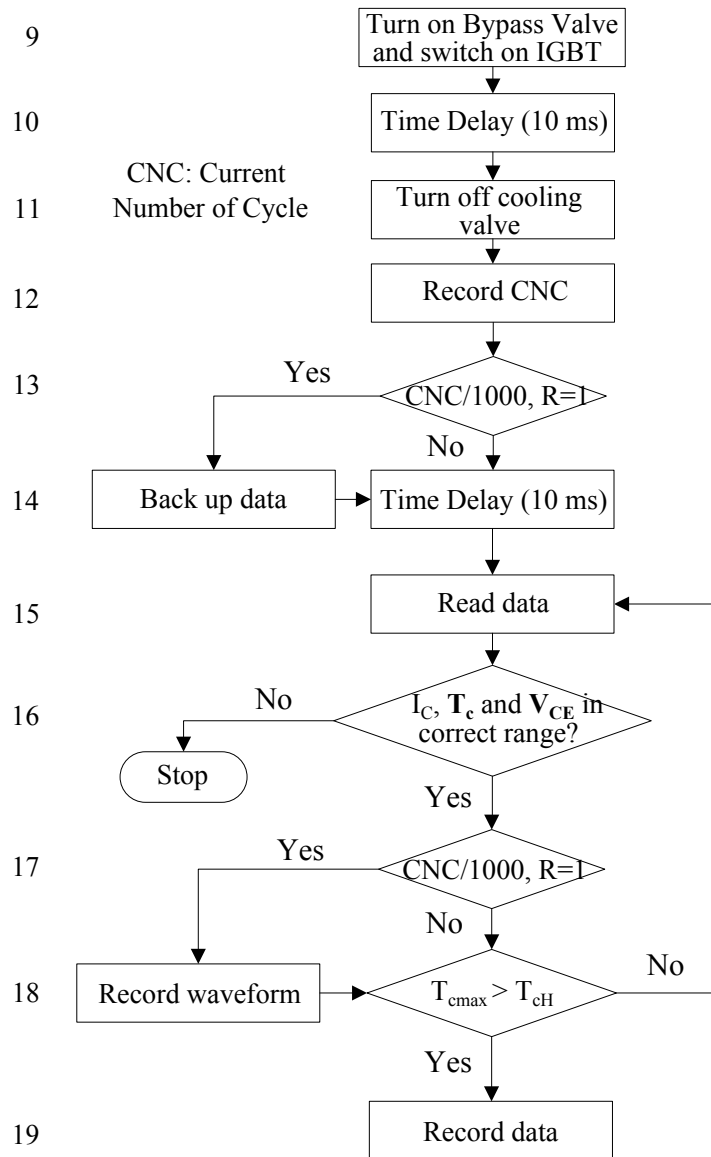 9
Turn on Bypass Valve
and switch on IGBT
10
Time Delay (10 ms)
CNC: Current
Number of Cycle
11
Turn off cooling
valve
12
Record CNC
13
Yes
CNC/1000, R=1
No
14
Back up data
Time Delay (10 ms)
15
Read data
16
No
I_C, T_c and V_CE in
correct range?
Stop
Yes
17
Yes
CNC/1000, R=1
No
18
Record waveform
T_cmax > T_cH
No
Yes
19
Record data